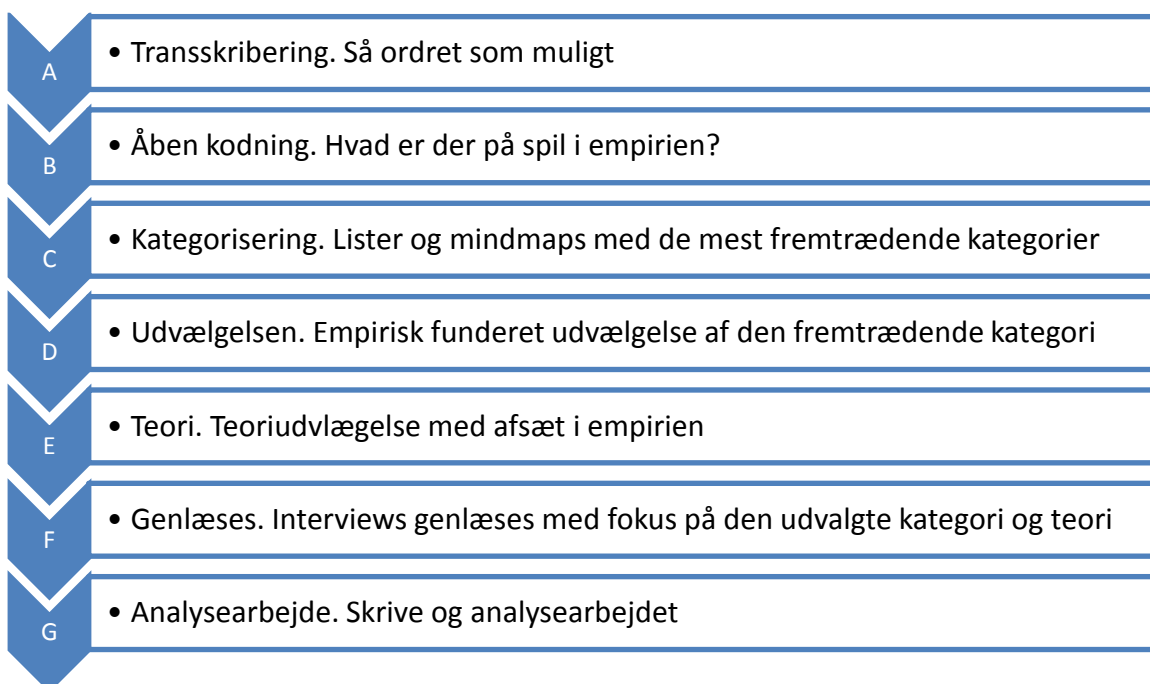 A
• Transskribering. Så ordret som muligt
B
• Åben kodning. Hvad er der på spil i empirien?
C
• Kategorisering. Lister og mindmaps med de mest fremtrædende kategorier
D
• Udvælgelsen. Empirisk funderet udvælgelse af den fremtrædende kategori
E
• Teori. Teoriudvlægelse med afsæt i empirien
F
• Genlæses. Interviews genlæses med fokus på den udvalgte kategori og teori
G
• Analysearbejde. Skrive og analysearbejdet